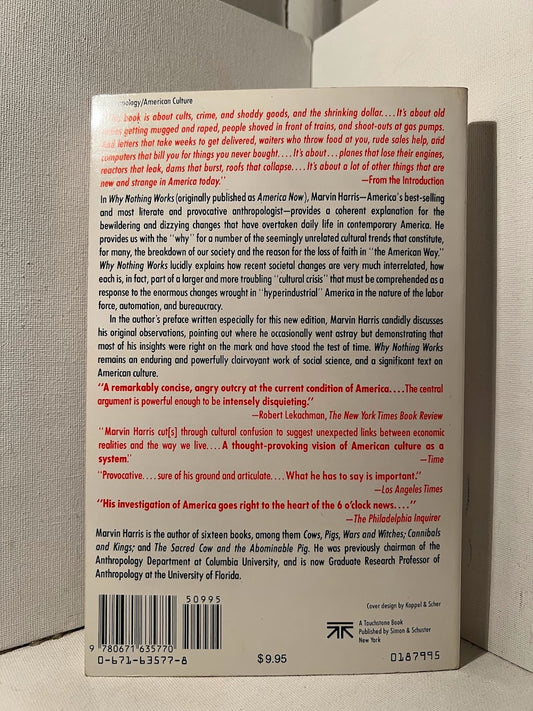 pology/American Culture
book is about cults, crime, and shoddy goods, and the shrinking dollar....It's about old
getting mugged and raped, people shoved in front of trains, and shoot-outs at gas pumps.
And letters that take weeks to get delivered, waiters who throw food at you, rude sales help, and
computers that bill you for things you never bought....It's about...planes that lose their engines,
reactors that leak, dams that burst, roofs that collapse....It's about a lot of other things that are
new and strange in America today."
—From the Introduction
In Why Nothing Works (originally published as America Now), Marvin Harris—America's best-selling
and most literate and provocative anthropologist—provides a coherent explanation for the
bewildering and dizzying changes that have overtaken daily life in contemporary America. He
provides us with the "why" for a number of the seemingly unrelated cultural trends that constitute,
for many, the breakdown of our society and the reason for the loss of faith in "the American Way."
Why Nothing Works lucidly explains how recent societal changes are very much interrelated, how
each is, in fact, part of a larger and more troubling "cultural crisis" that must be comprehended as a
response to the enormous changes wrought in "hyperindustrial" America in the nature of the labor
force, automation, and bureaucracy.
In the author's preface written especially for this new edition, Marvin Harris candidly discusses
his original observations, pointing out where he occasionally went astray but demonstrating that
most of his insights were right on the mark and have stood the test of time. Why Nothing Works
remains an enduring and powerfully clairvoyant work of social science, and a significant text on
American culture.
"A remarkably concise, angry outcry at the current condition of America....The central
argument is powerful enough to be intensely disquieting."
—Robert Lekachman, The New York Times Book Review
"Marvin Harris cut[s] through cultural confusion to suggest unexpected links between economic
realities and the way we live....A thought-provoking vision of American culture as a
system."
—Time
"Provocative....sure of his ground and articulate....What he has to say is important."
—Los Angeles Times
"His investigation of America goes right to the heart of the 6 o'clock news...."
—The Philadelphia Inquirer
Marvin Harris is the author of sixteen books, among them Cows, Pigs, Wars and Witches; Cannibals
and Kings; and The Sacred Cow and the Abominable Pig. He was previously chairman of the
Anthropology Department at Columbia University, and is now Graduate Research Professor of
Anthropology at the University of Florida.
50995
9 780671 635770
0-671-63577-8
$9.95
Cover design by Koppel & Scher
A Touchstone Book
Published by Simon & Schuster
New York
0187995